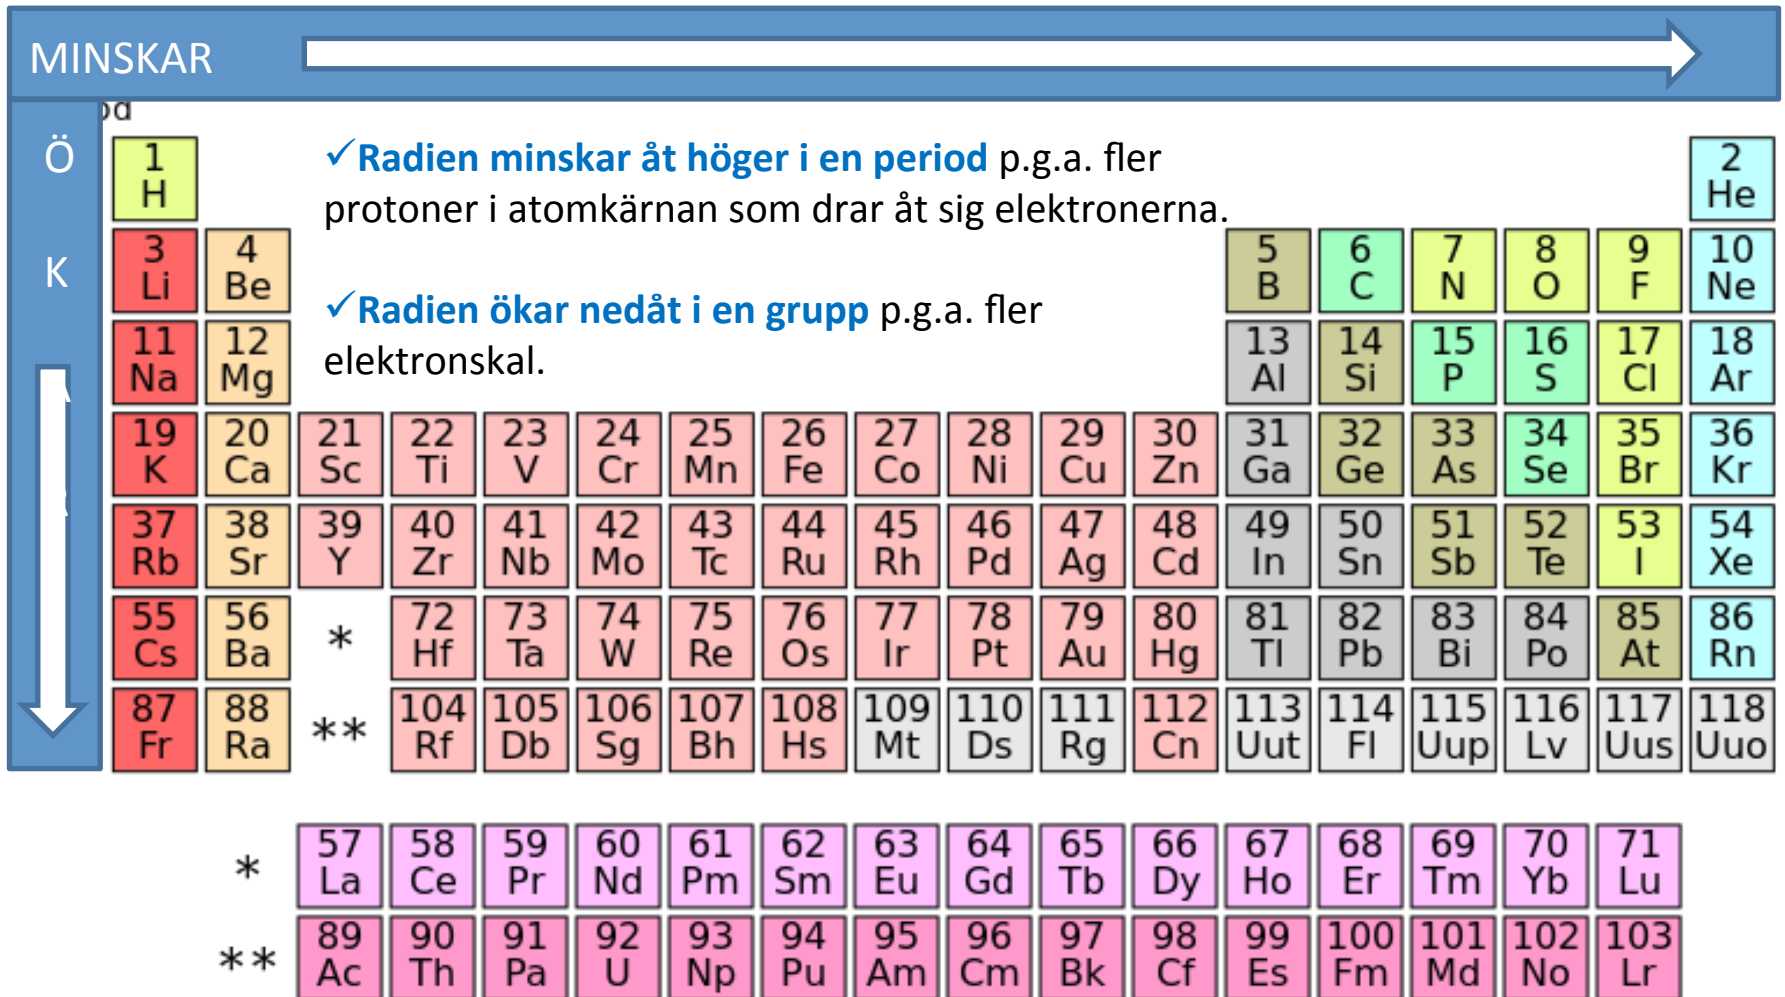 MINSKAR
od
Ö
K
A
R
✓Radien minskar åt höger i en period p.g.a. fler
protoner i atomkärnan som drar åt sig elektronerna.
✓Radien ökar nedåt i en grupp p.g.a. fler
elektronskal.
1 2
H He
3 4 5 6 7 8 9 10
Li Be B C N O F Ne
11 12 13 14 15 16 17 18
Na Mg Al Si P S Cl Ar
19 20 21 22 23 24 25 26 27 28 29 30 31 32 33 34 35 36
K Ca Sc Ti V Cr Mn Fe Co Ni Cu Zn Ga Ge As Se Br Kr
37 38 39 40 41 42 43 44 45 46 47 48 49 50 51 52 53 54
Rb Sr Y Zr Nb Mo Tc Ru Rh Pd Ag Cd In Sn Sb Te I Xe
55 56 * 72 73 74 75 76 77 78 79 80 81 82 83 84 85 86
Cs Ba Hf Ta W Re Os Ir Pt Au Hg Tl Pb Bi Po At Rn
87 88 ** 104 105 106 107 108 109 110 111 112 113 114 115 116 117 118
Fr Ra Rf Db Sg Bh Hs Mt Ds Rg Cn Uut Fl Uup Lv Uus Uuo
* 57 58 59 60 61 62 63 64 65 66 67 68 69 70 71
La Ce Pr Nd Pm Sm Eu Gd Tb Dy Ho Er Tm Yb Lu
** 89 90 91 92 93 94 95 96 97 98 99 100 101 102 103
Ac Th Pa U Np Pu Am Cm Bk Cf Es Fm Md No Lr